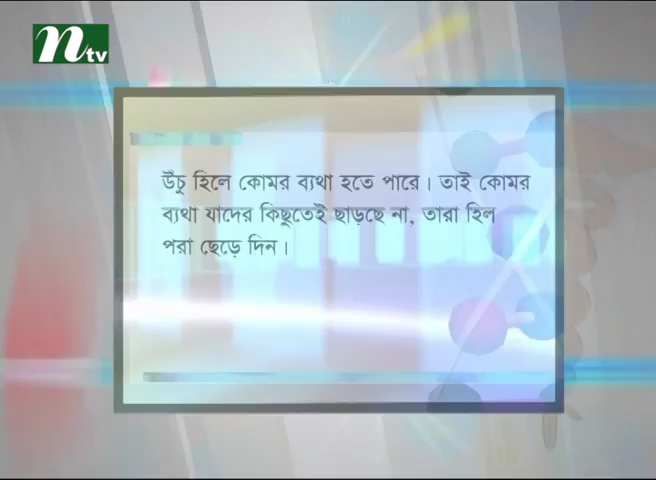 ntv
উঁচু হিলে কোমর ব্যথা হতে পারে। তাই কোমর
ব্যথা যাদের কিছুতেই ছাড়ছে না, তারা হিল
পরা ছেড়ে দিন।